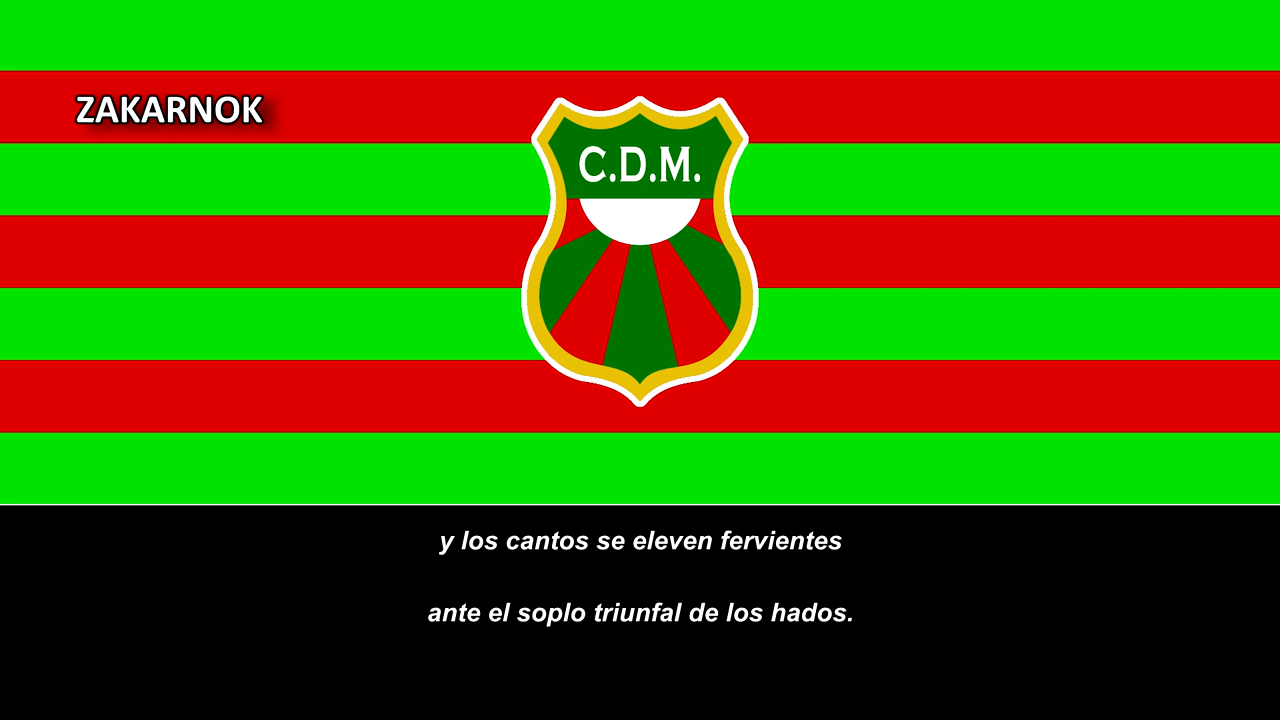 ZAKARNOK
C.D.M.
y los cantos se eleven fervientes
ante el soplo triunfal de los hados.